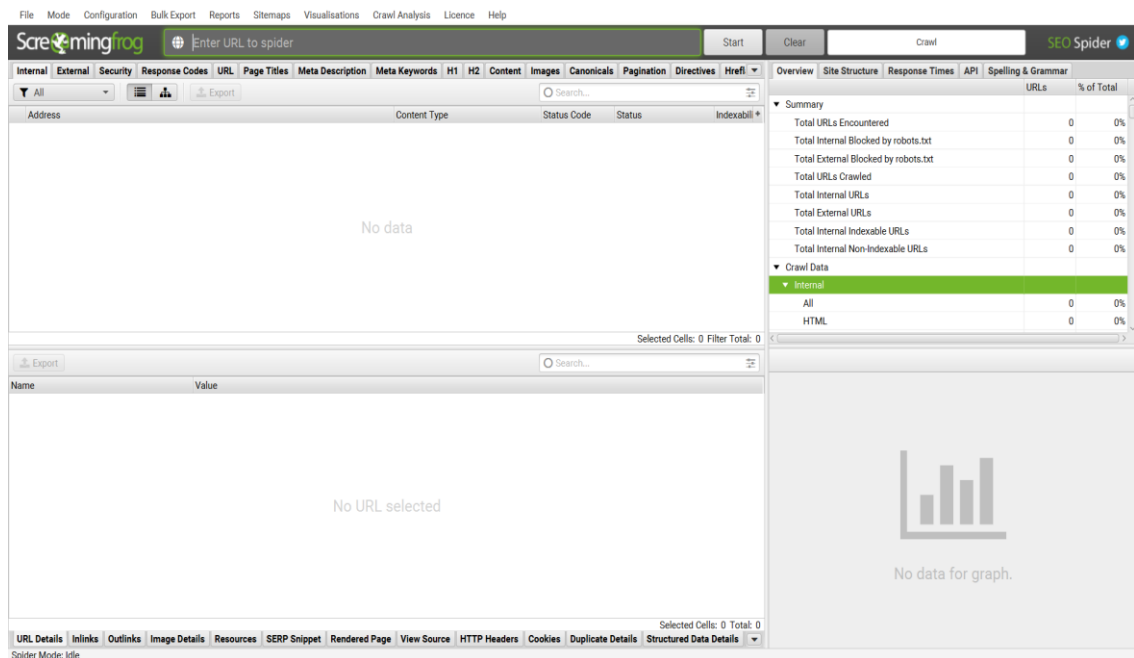 File Mode Configuration Bulk Export Reports Sitemaps Visualisations Crawl Analysis Licence Help
Screamingfrog Enter URL to spider Start Clear Crawl SEO Spider
Internal External Security Response Codes URL Page Titles Meta Description Meta Keywords H1 H2 Content Images Canonicals Pagination Directives Hrefl
Overview Site Structure Response Times API Spelling & Grammar
All Export Search...
URLs % of Total
Address Content Type Status Code Status Indexabili
Summary
Total URLs Encountered 0 0%
Total Internal Blocked by robots.txt 0 0%
Total External Blocked by robots.txt 0 0%
Total URLs Crawled 0 0%
Total Internal URLs 0 0%
Total External URLs 0 0%
Total Internal Indexable URLs 0 0%
Total Internal Non-Indexable URLs 0 0%
Crawl Data
Internal
All 0 0%
HTML 0 0%
No data
Selected Cells: 0 Filter Total: 0
Export Search...
Name Value
No URL selected
No data for graph.
Selected Cells: 0 Total: 0
URL Details Inlinks Outlinks Image Details Resources SERP Snippet Rendered Page View Source HTTP Headers Cookies Duplicate Details Structured Data Details
Spider Mode: Idle